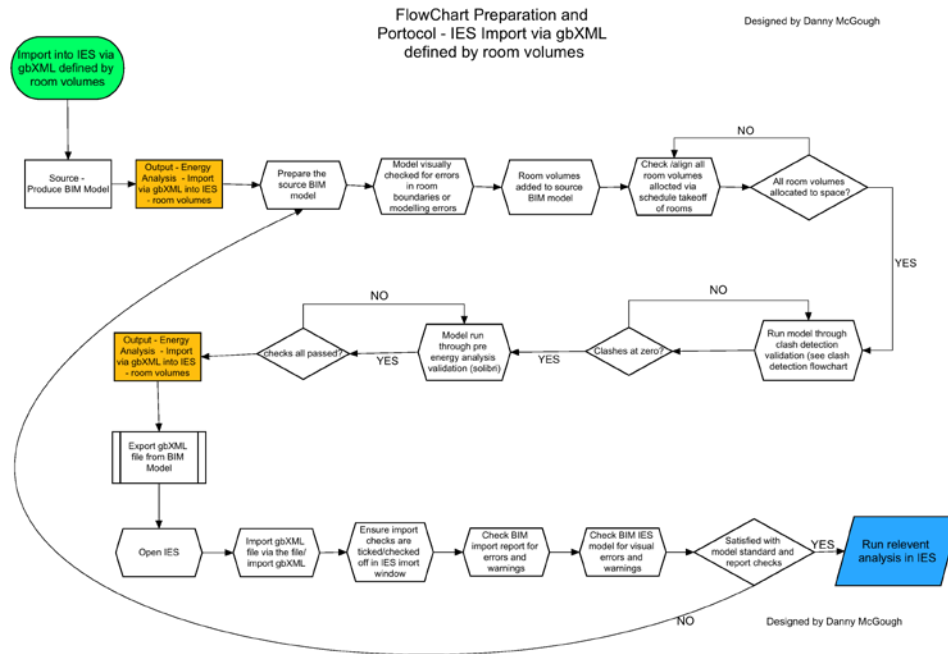 FlowChart Preparation and
Portocol - IES Import via gbXML
defined by room volumes
Designed by Danny McGough
Import into IES via
gbXML defined by
room volumes
Source -
Produce BIM Model
Output - Energy
Analysis - Import
via gbXML into IES
- room volumes
Prepare the
source BIM
model
Model visually
checked for errors
in room
boundaries or
modelling errors
Room volumes
added to source
BIM model
Check /align all
room volumes
allocted via
schedule takeoff
of rooms
NO
All room volumes
allocated to space?
YES
NO
Run model through
clash detection
validation (see clash
detection flowchart
Clashes at zero?
YES
NO
Model run
through pre
energy analysis
validation (solibri)
YES
checks all passed?
Output - Energy
Analysis - Import
via gbXML into IES
- room volumes
Export gbXML
file from BIM
Model
Open IES
Import gbXML
file via the file/
import gbXML
Ensure import
checks are
ticked/checked
off in IES imort
window
Check BIM
import report for
errors and
warnings
Check BIM IES
model for visual
errors and
warnings
Satisfied with
model standard and
report checks
YES
Run relevent
analysis in IES
NO
Designed by Danny McGough